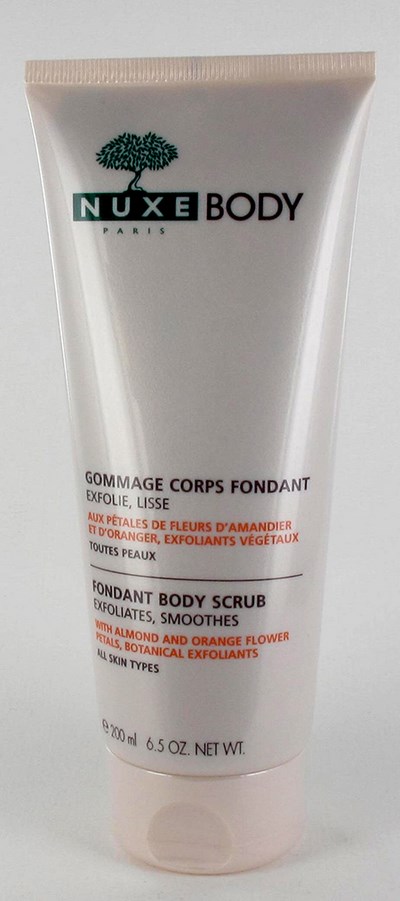 NUXE BODY
PARIS
GOMMAGE CORPS FONDANT
EXFOLIE, LISSE
AUX PÉTALES DE FLEURS D'AMANDIER
ET D'ORANGER, EXFOLIANTS VÉGÉTAUX
TOUTES PEAUX
FONDANT BODY SCRUB
EXFOLIATES, SMOOTHES
WITH ALMOND AND ORANGE FLOWER
PETALS, BOTANICAL EXFOLIANTS
ALL SKIN TYPES
℮ 200 ml 6.5 OZ. NET WT.